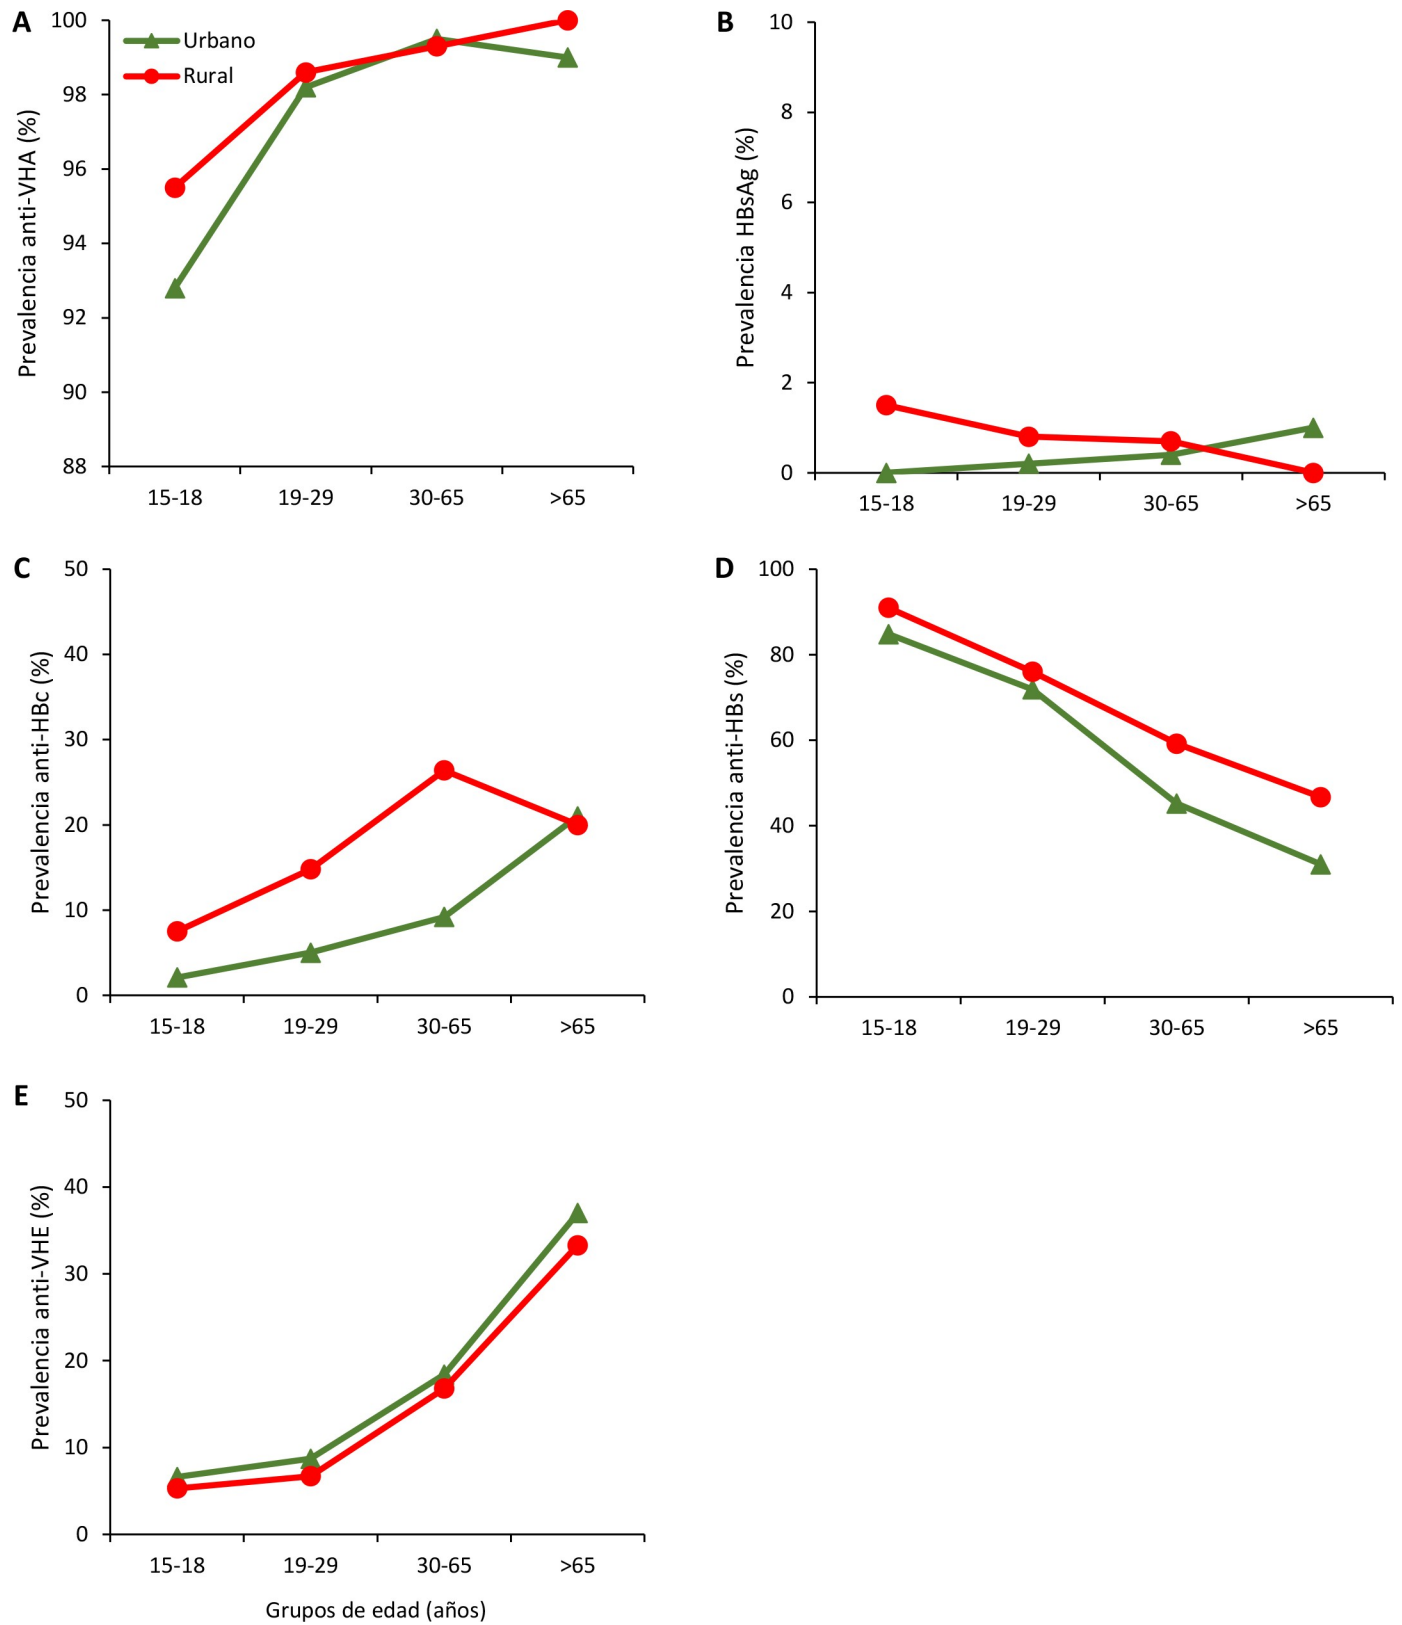 A
Prevalencia anti-VHA (%)
100
98
96
94
92
90
88
Urbano
Rural
15-18 19-29 30-65 >65
B
Prevalencia HBsAg (%)
10
8
6
4
2
0
15-18 19-29 30-65 >65
C
Prevalencia anti-HBc (%)
50
40
30
20
10
0
15-18 19-29 30-65 >65
D
Prevalencia anti-HBs (%)
100
80
60
40
20
0
15-18 19-29 30-65 >65
E
Prevalencia anti-VHE (%)
50
40
30
20
10
0
15-18 19-29 30-65 >65
Grupos de edad (años)